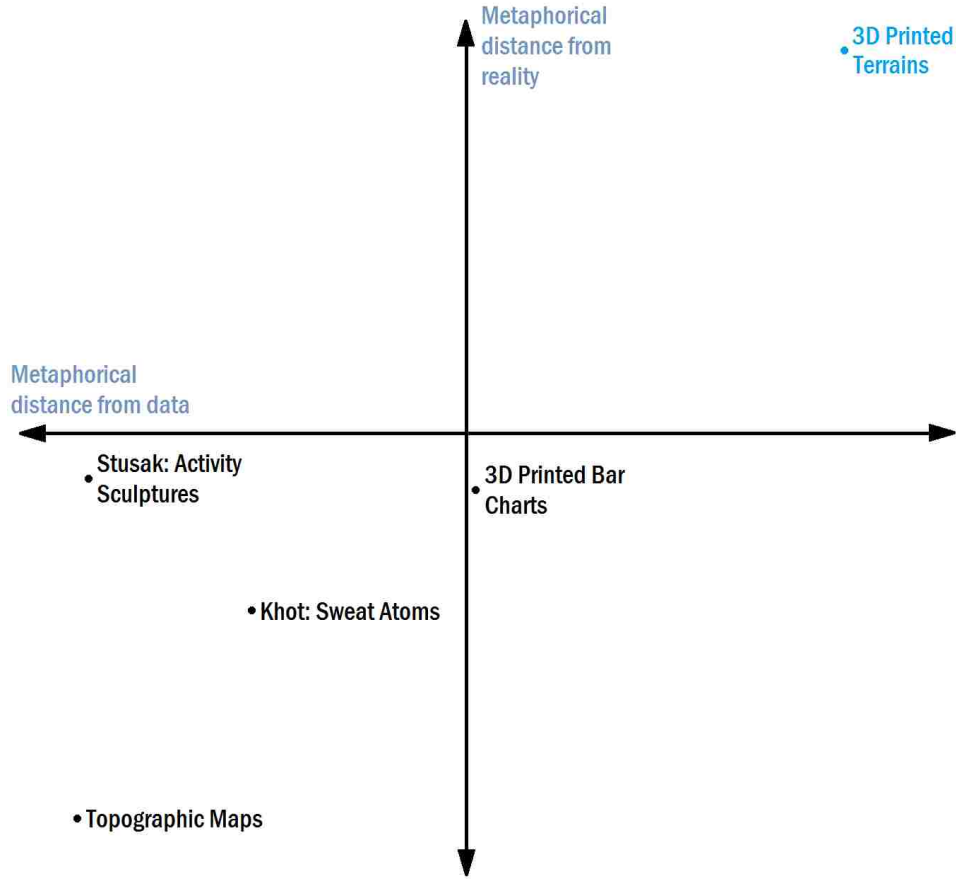 Metaphorical
distance from
reality
3D Printed
Terrains
Metaphorical
distance from data
Stusak: Activity
Sculptures
3D Printed Bar
Charts
Khot: Sweat Atoms
Topographic Maps